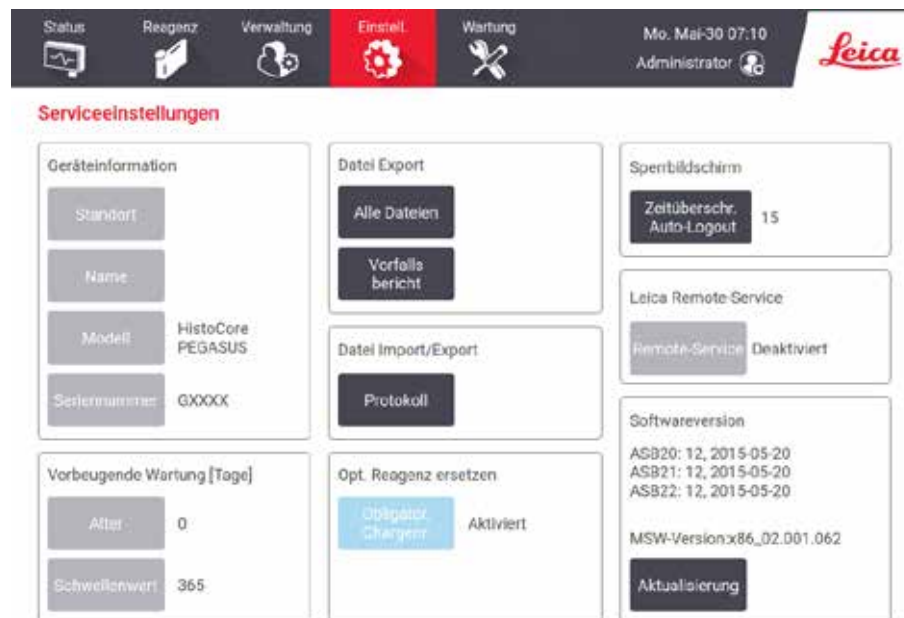 Status
Reagenz
Verwaltung
Einstell.
Wartung
Mo. Mai-30 07:10
Administrator
Leica
Serviceeinstellungen
Geräteinformation
Standort
Name
Modell
HistoCore
PEGASUS
Seriennummer
GXXXX
Vorbeugende Wartung [Tage]
Alter
0
Schwellenwert
365
Datei Export
Alle Dateien
Vorfalls
bericht
Datei Import/Export
Protokoll
Opt. Reagenz ersetzen
Obligator.
Chargennr.
Aktiviert
Sperrbildschirm
Zeitüberschr.
Auto-Logout
15
Leica Remote-Service
Remote-Service
Deaktiviert
Softwareversion
ASB20: 12, 2015-05-20
ASB21: 12, 2015-05-20
ASB22: 12, 2015-05-20
MSW-Version:x86_02.001.062
Aktualisierung